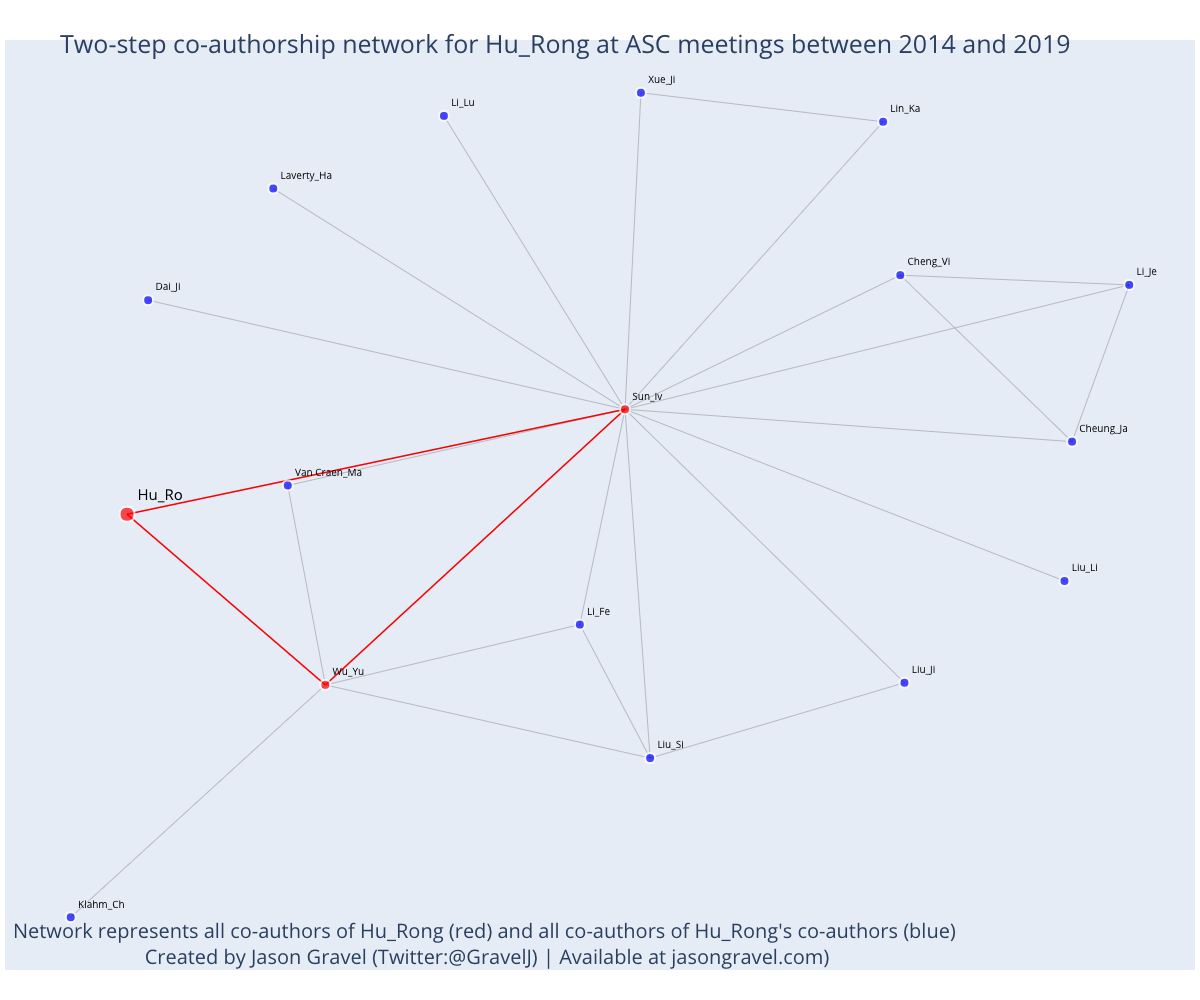 Two-step co-authorship network for Hu_Rong at ASC meetings between 2014 and 2019
Xue_Ji
Li_Lu
Lin_Ka
Laverty_Ha
Cheng_Vi
Li_Je
Dai_Ji
Sun_Iv
Cheung_Ja
Van Craen_Ma
Hu_Ro
Liu_Li
Li_Fe
Liu_Ji
Wu_Yu
Liu_Si
Klahm_Ch
Network represents all co-authors of Hu_Rong (red) and all co-authors of Hu_Rong's co-authors (blue)
Created by Jason Gravel (Twitter:@GravelJ) | Available at jasongravel.com)